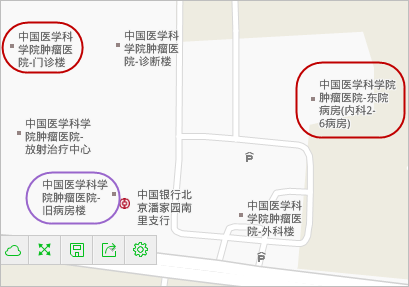 中国医学科
学院肿瘤医
院-门诊楼
中国医学科
学院肿瘤医
院-诊断楼
中国医学科学院
肿瘤医院-东院
病房(内科2-
6病房)
中国医学科学
院肿瘤医院-
放射治疗中心
中国医学科学
院肿瘤医院-
旧病房楼
中国银行北
京潘家园南
里支行
中国医学科
学院肿瘤医
院-外科楼